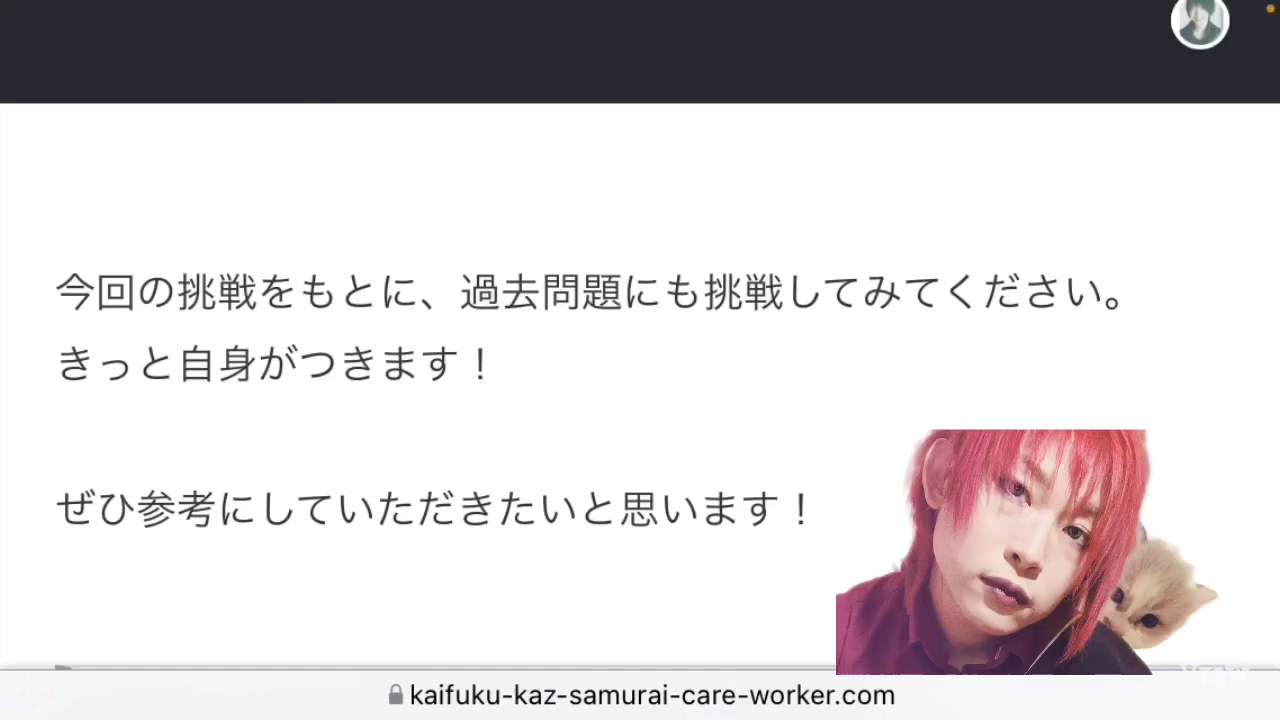 今回の挑戦をもとに、過去問題にも挑戦してみてください。
きっと自身がつきます！
ぜひ参考にしていただきたいと思います！
kaifuku-kaz-samurai-care-worker.com